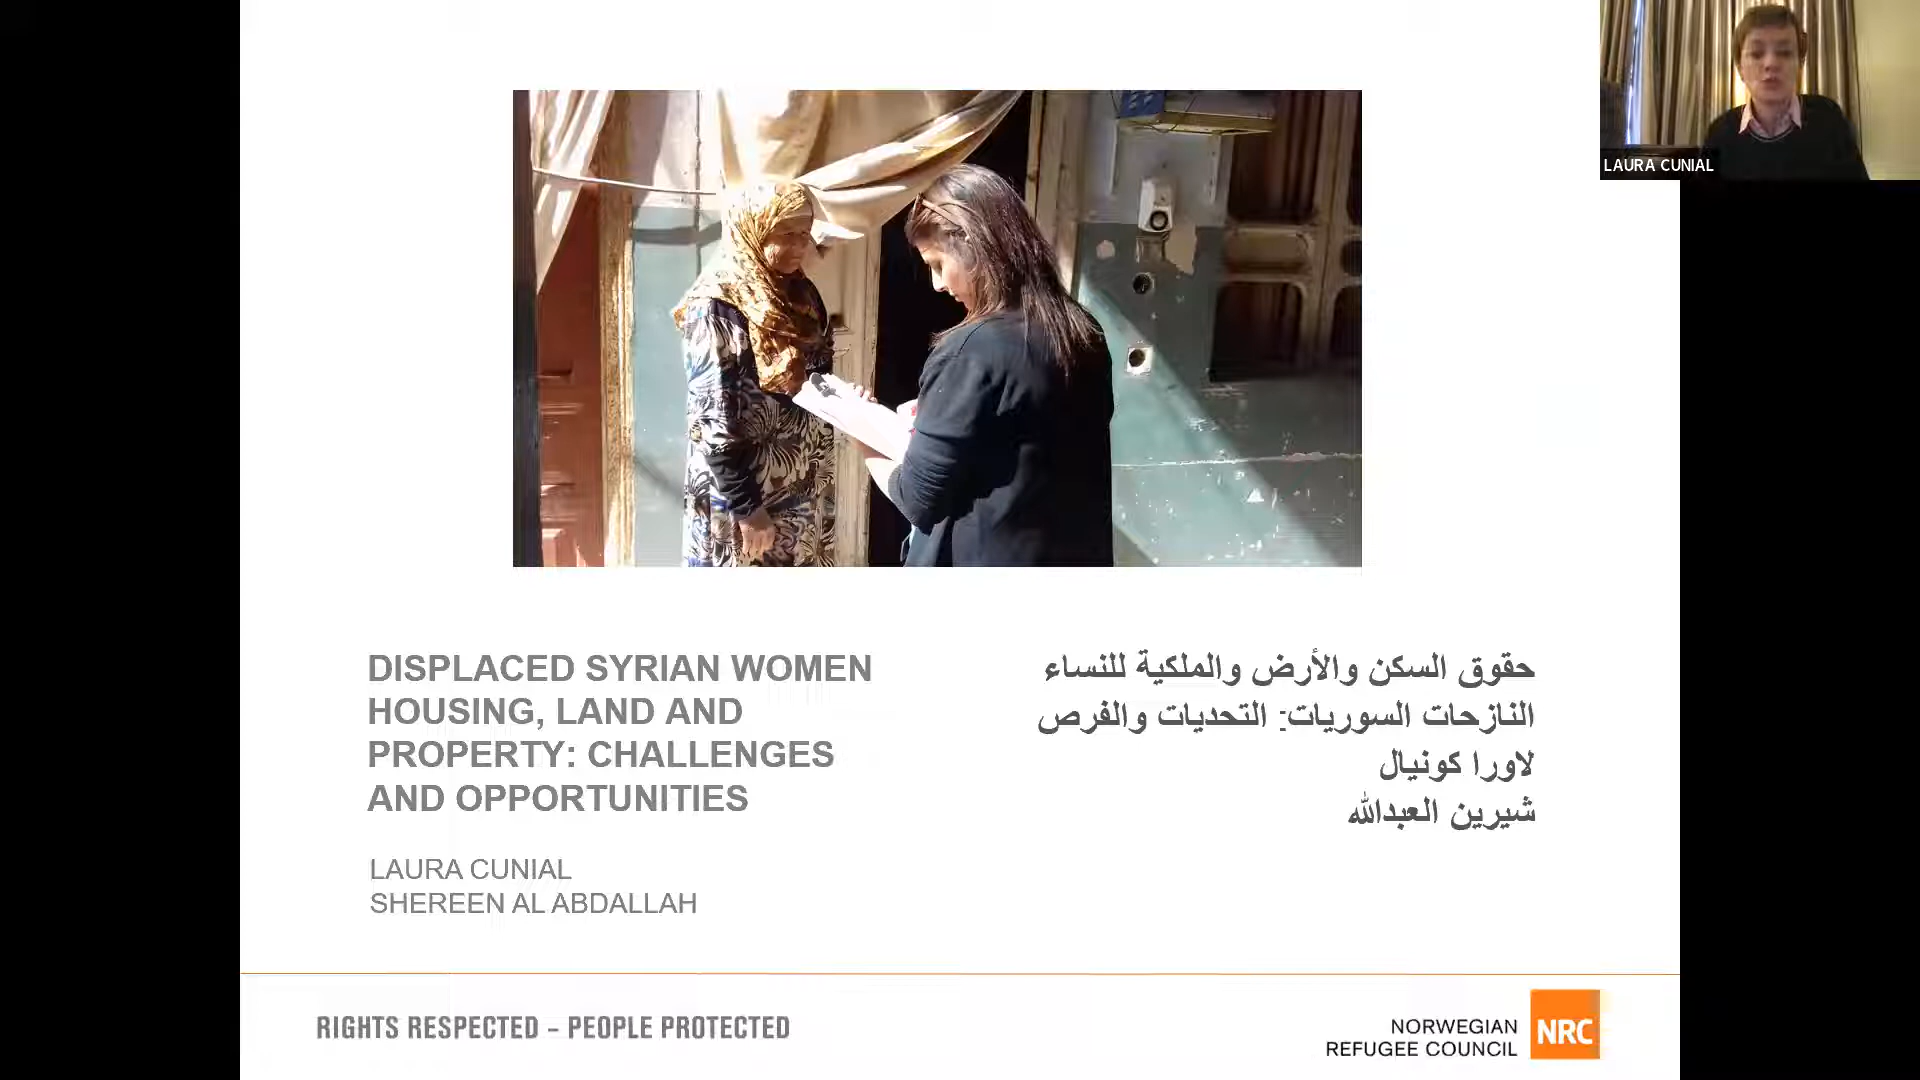 LAURA CUNIAL
DISPLACED SYRIAN WOMEN
HOUSING, LAND AND
PROPERTY: CHALLENGES
AND OPPORTUNITIES
LAURA CUNIAL
SHEREEN AL ABDALLAH
حقوق السكن والأرض والملكية للنساء
النازحات السوريات: التحديات والفرص
لاورا كونيال
شيرين العبدالله
RIGHTS RESPECTED – PEOPLE PROTECTED
NORWEGIAN
REFUGEE COUNCIL
NRC